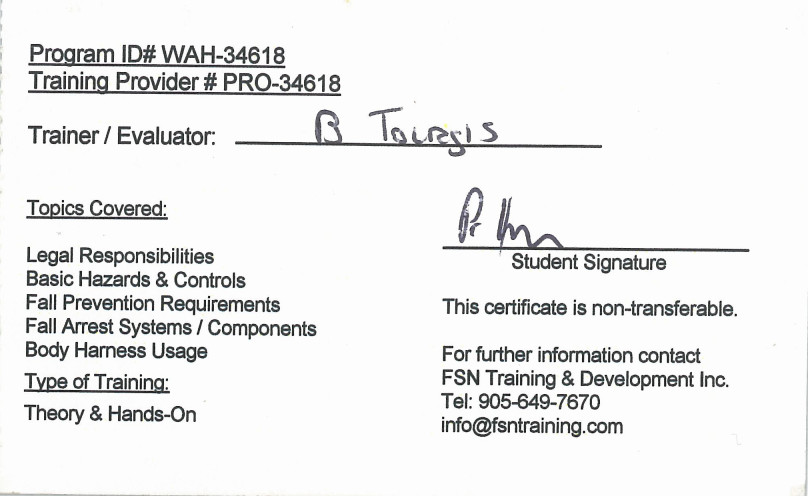 Program ID# WAH-34618
Training Provider # PRO-34618
Trainer / Evaluator: B Tourgis
Topics Covered:
Legal Responsibilities
Basic Hazards & Controls
Fall Prevention Requirements
Fall Arrest Systems / Components
Body Harness Usage
Type of Training:
Theory & Hands-On
Student Signature
This certificate is non-transferable.
For further information contact
FSN Training & Development Inc.
Tel: 905-649-7670
info@fsntraining.com